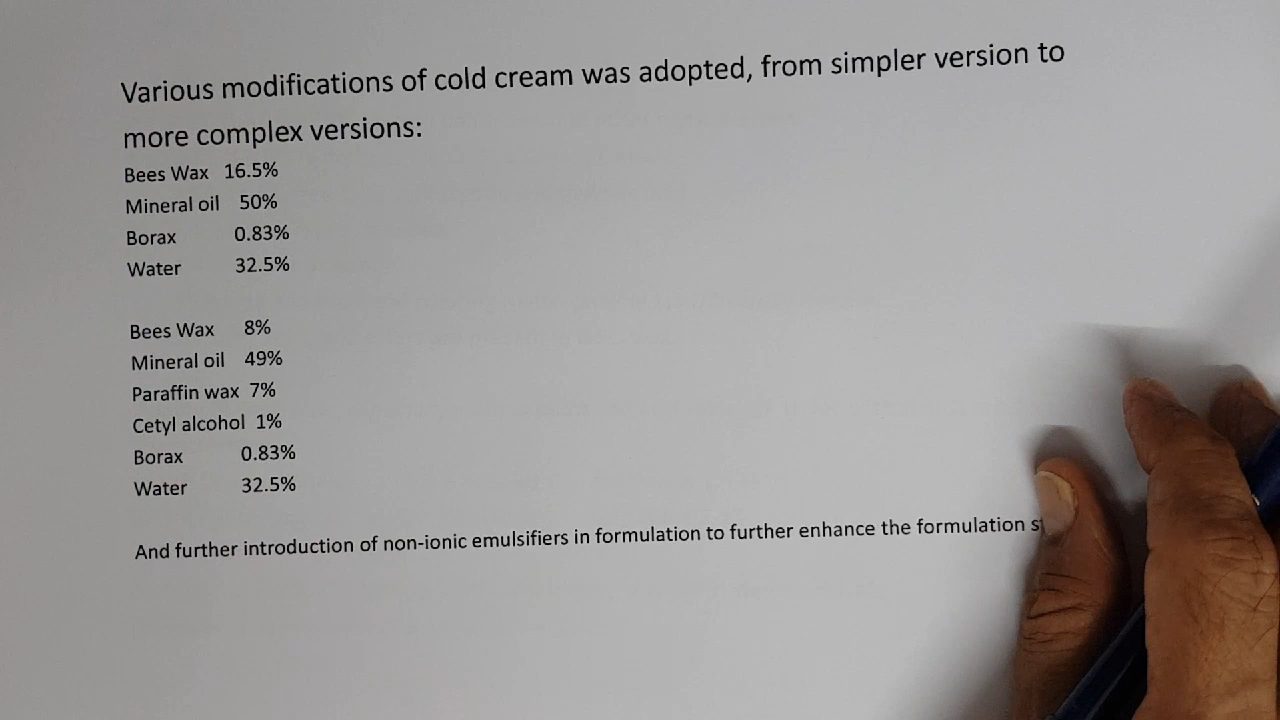 Various modifications of cold cream was adopted, from simpler version to
more complex versions:
Bees Wax 16.5%
Mineral oil 50%
Borax 0.83%
Water 32.5%
Bees Wax 8%
Mineral oil 49%
Paraffin wax 7%
Cetyl alcohol 1%
Borax 0.83%
Water 32.5%
And further introduction of non-ionic emulsifiers in formulation to further enhance the formulation